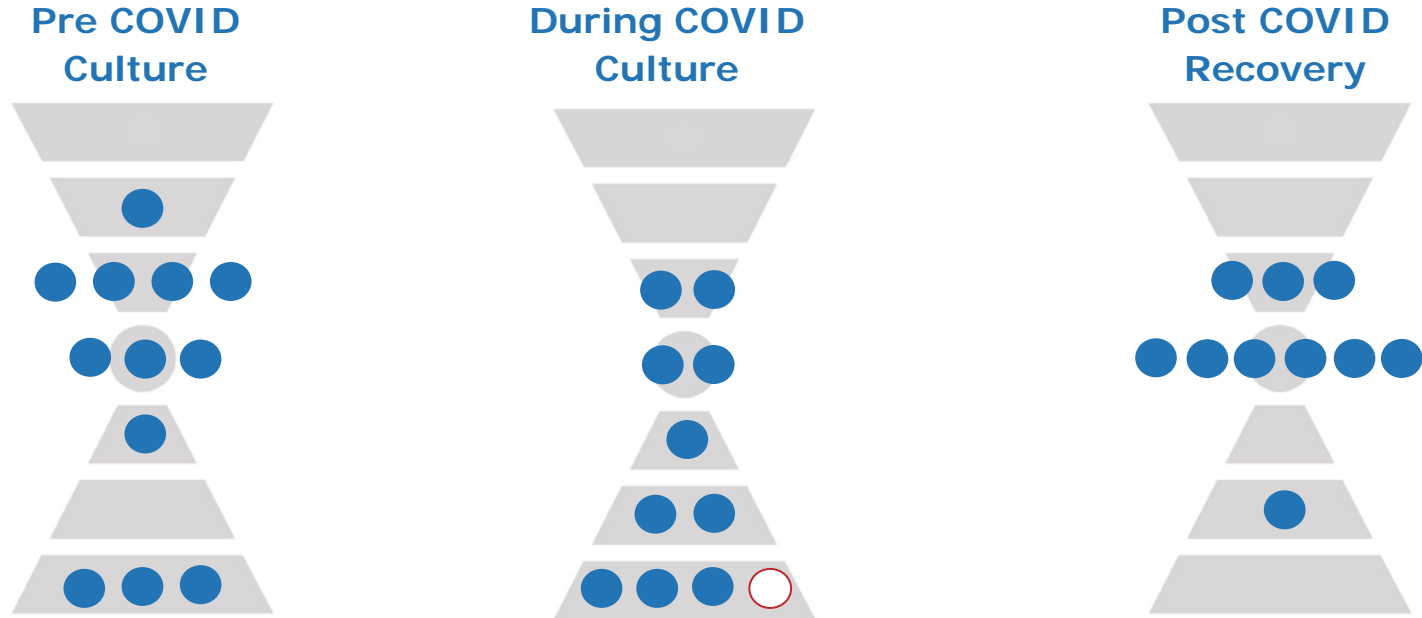 Pre COVID
Culture
During COVID
Culture
Post COVID
Recovery